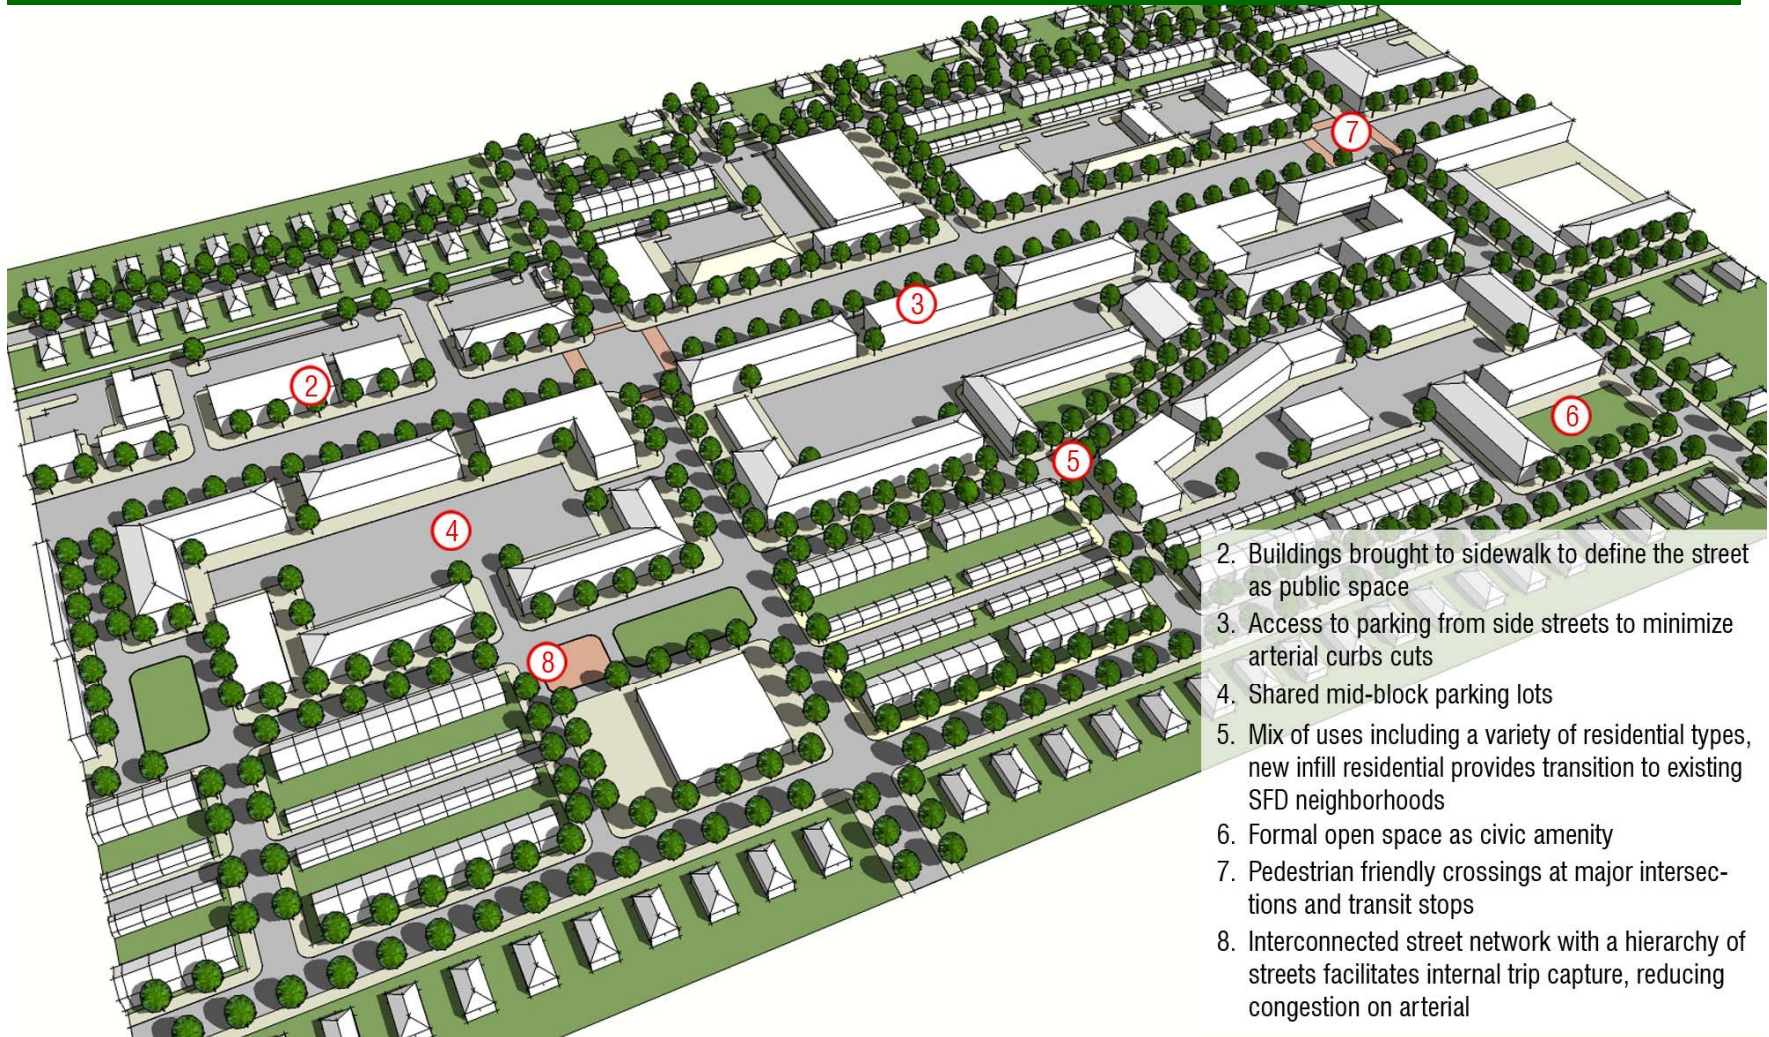 7
2
3
6
5
4
8
2. Buildings brought to sidewalk to define the street
as public space
3. Access to parking from side streets to minimize
arterial curbs cuts
4. Shared mid-block parking lots
5. Mix of uses including a variety of residential types,
new infill residential provides transition to existing
SFD neighborhoods
6. Formal open space as civic amenity
7. Pedestrian friendly crossings at major intersec-
tions and transit stops
8. Interconnected street network with a hierarchy of
streets facilitates internal trip capture, reducing
congestion on arterial